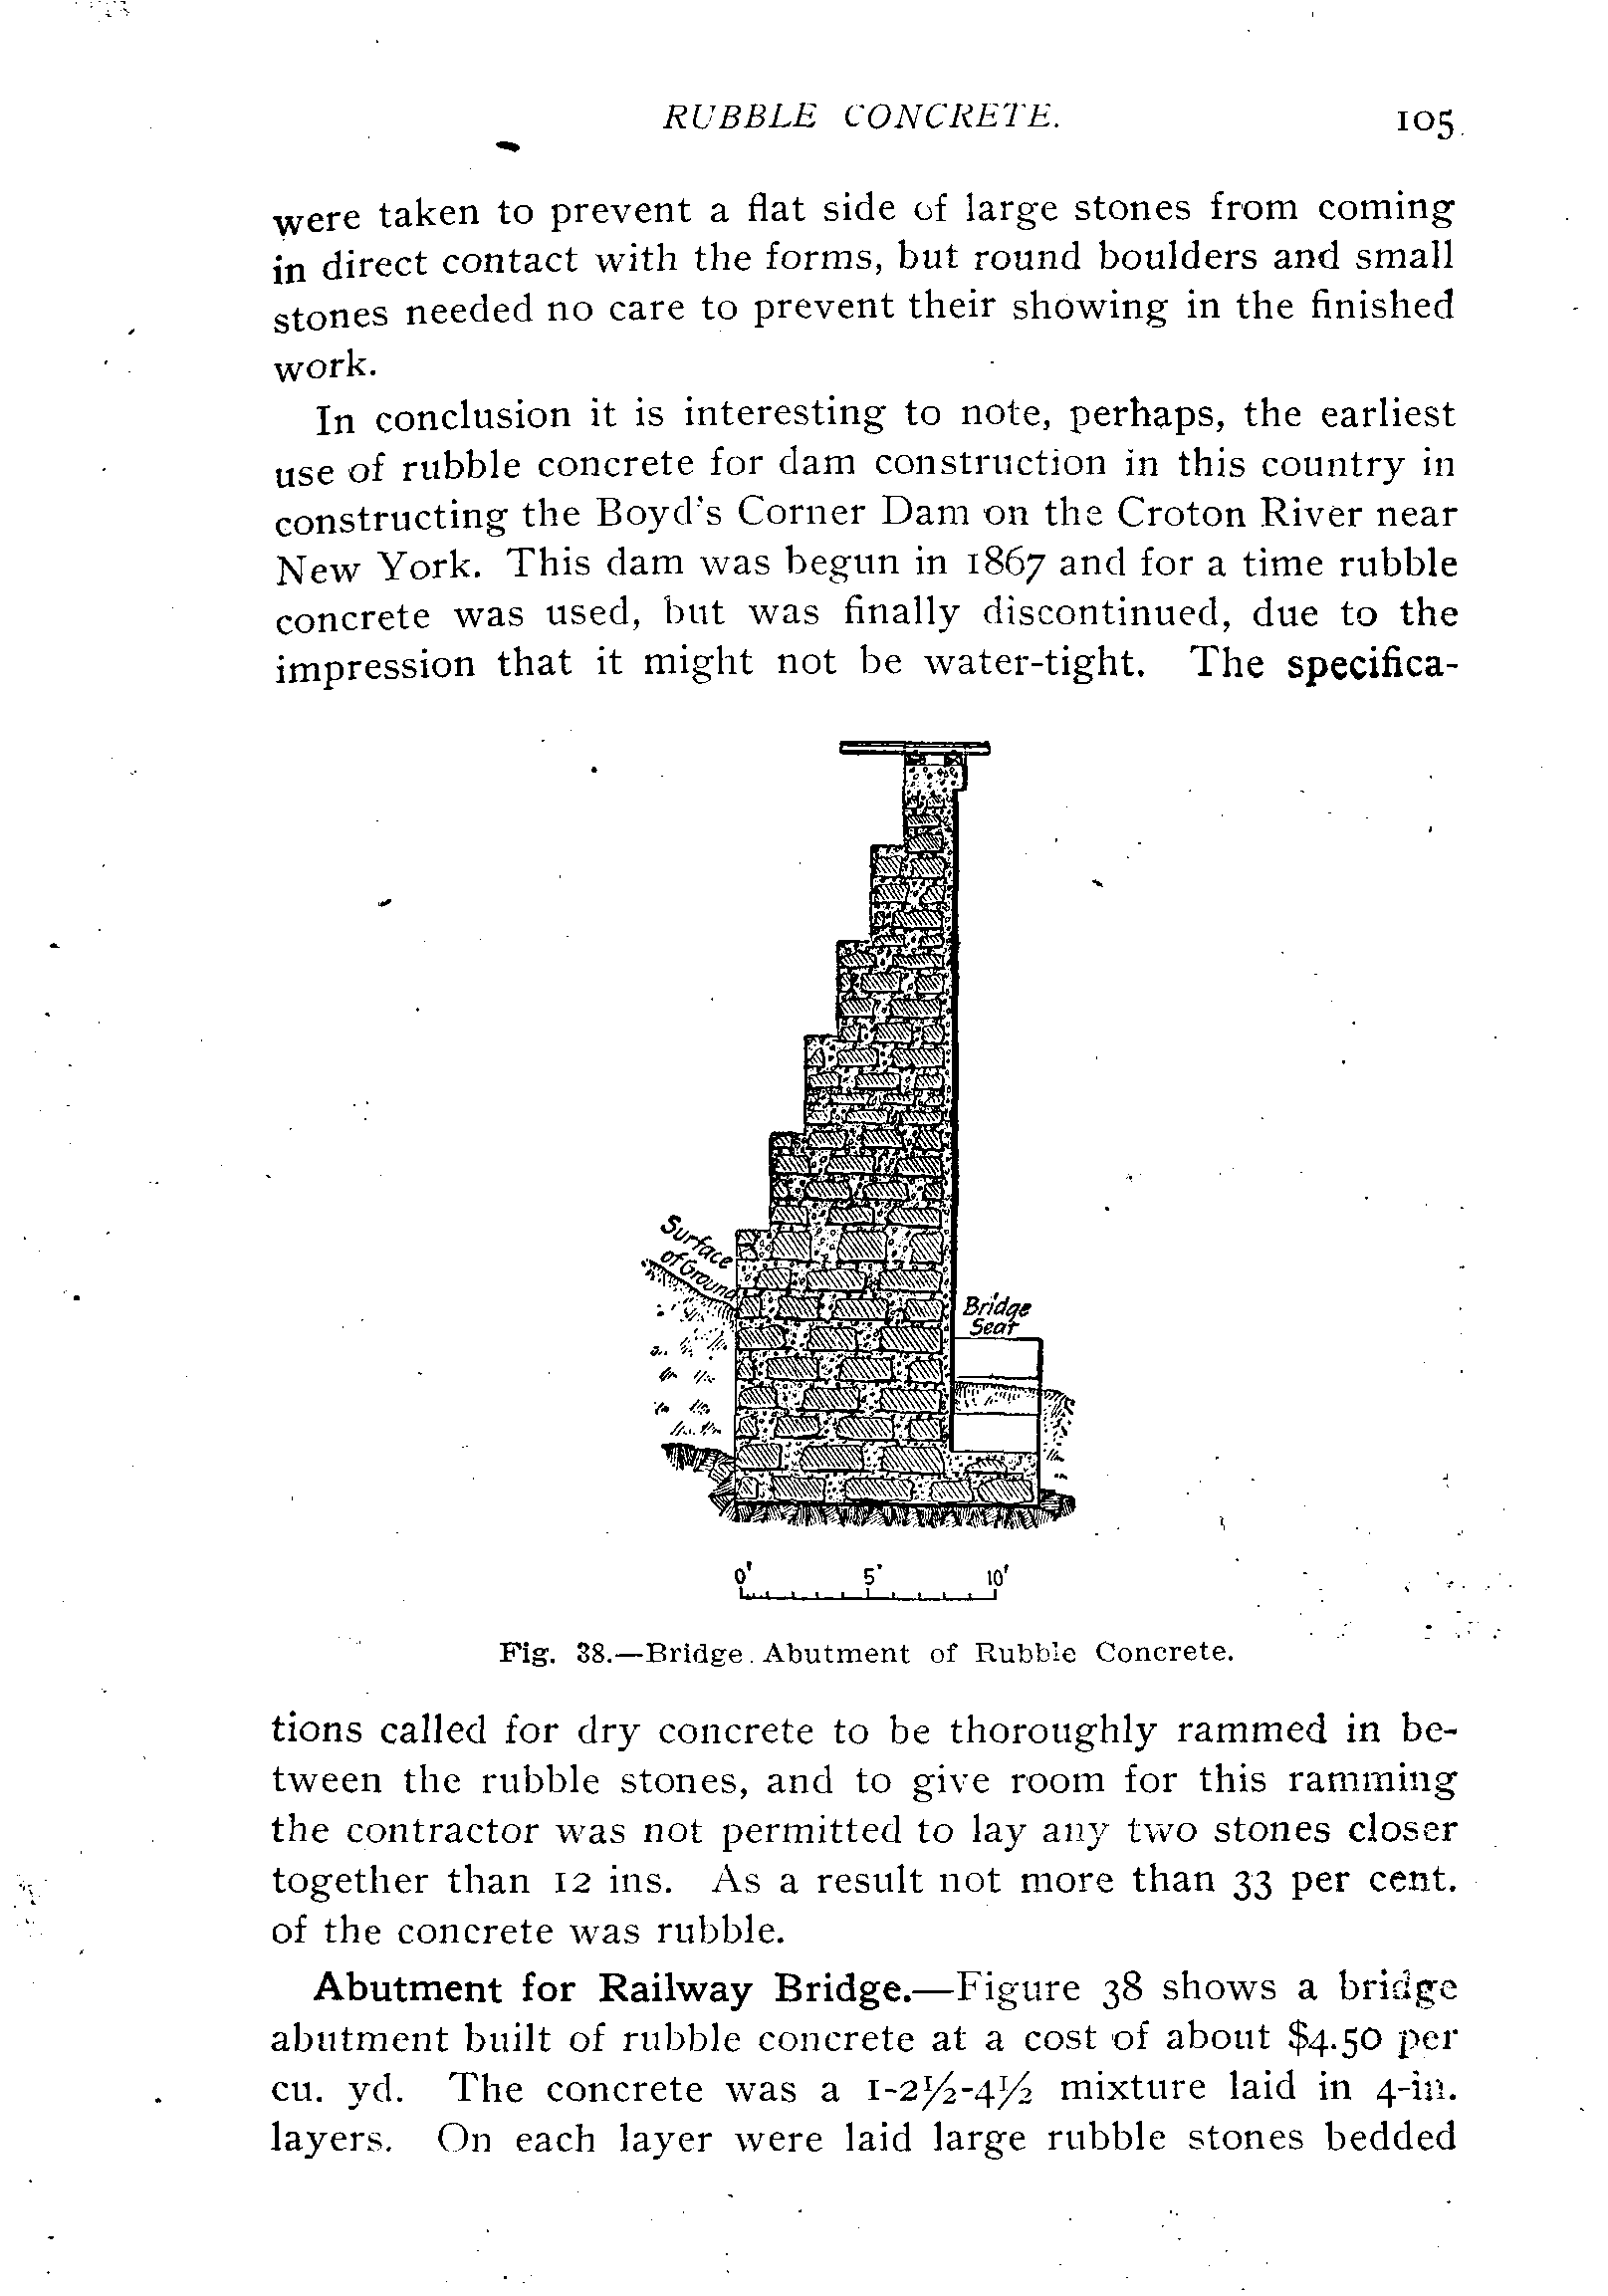 RUBBLE CONCRETE.
105
were taken to prevent a flat side of large stones from coming
in direct contact with the forms, but round boulders and small
stones needed no care to prevent their showing in the finished
work.
In conclusion it is interesting to note, perhaps, the earliest
use of rubble concrete for dam construction in this country in
constructing the Boyd's Corner Dam on the Croton River near
New York. This dam was begun in 1867 and for a time rubble
concrete was used, but was finally discontinued, due to the
impression that it might not be water-tight. The specifica-
Surface
of Ground
Bridge
Seat
0' 5' 10'
Fig. 38.—Bridge Abutment of Rubble Concrete.
tions called for dry concrete to be thoroughly rammed in be-
tween the rubble stones, and to give room for this ramming
the contractor was not permitted to lay any two stones closer
together than 12 ins. As a result not more than 33 per cent.
of the concrete was rubble.
Abutment for Railway Bridge.—Figure 38 shows a bridge
abutment built of rubble concrete at a cost of about $4.50 per
cu. yd. The concrete was a 1-2½-4½ mixture laid in 4-in.
layers. On each layer were laid large rubble stones bedded